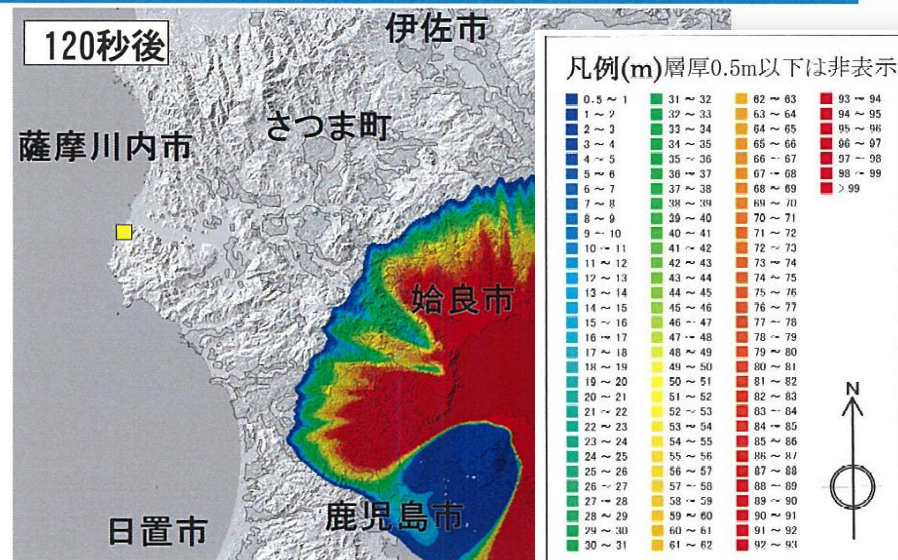 120秒後
伊佐市
さつま町
薩摩川内市
姶良市
鹿児島市
日置市
凡例(m)層厚0.5m以下は非表示
0.5 ~ 1
1 ~ 2
2 ~ 3
3 ~ 4
4 ~ 5
5 ~ 6
6 ~ 7
7 ~ 8
8 ~ 9
9 ~ 10
10 ~ 11
11 ~ 12
12 ~ 13
13 ~ 14
14 ~ 15
15 ~ 16
16 ~ 17
17 ~ 18
18 ~ 19
19 ~ 20
20 ~ 21
21 ~ 22
22 ~ 23
23 ~ 24
24 ~ 25
25 ~ 26
26 ~ 27
27 ~ 28
28 ~ 29
29 ~ 30
30 ~ 31
31 ~ 32
32 ~ 33
33 ~ 34
34 ~ 35
35 ~ 36
36 ~ 37
37 ~ 38
38 ~ 39
39 ~ 40
40 ~ 41
41 ~ 42
42 ~ 43
43 ~ 44
44 ~ 45
45 ~ 46
46 ~ 47
47 ~ 48
48 ~ 49
49 ~ 50
50 ~ 51
51 ~ 52
52 ~ 53
53 ~ 54
54 ~ 55
55 ~ 56
56 ~ 57
57 ~ 58
58 ~ 59
59 ~ 60
60 ~ 61
61 ~ 62
62 ~ 63
63 ~ 64
64 ~ 65
65 ~ 66
66 ~ 67
67 ~ 68
68 ~ 69
69 ~ 70
70 ~ 71
71 ~ 72
72 ~ 73
73 ~ 74
74 ~ 75
75 ~ 76
76 ~ 77
77 ~ 78
78 ~ 79
79 ~ 80
80 ~ 81
81 ~ 82
82 ~ 83
83 ~ 84
84 ~ 85
85 ~ 86
86 ~ 87
87 ~ 88
88 ~ 89
89 ~ 90
90 ~ 91
91 ~ 92
92 ~ 93
93 ~ 94
94 ~ 95
95 ~ 96
96 ~ 97
97 ~ 98
98 ~ 99
> 99
N